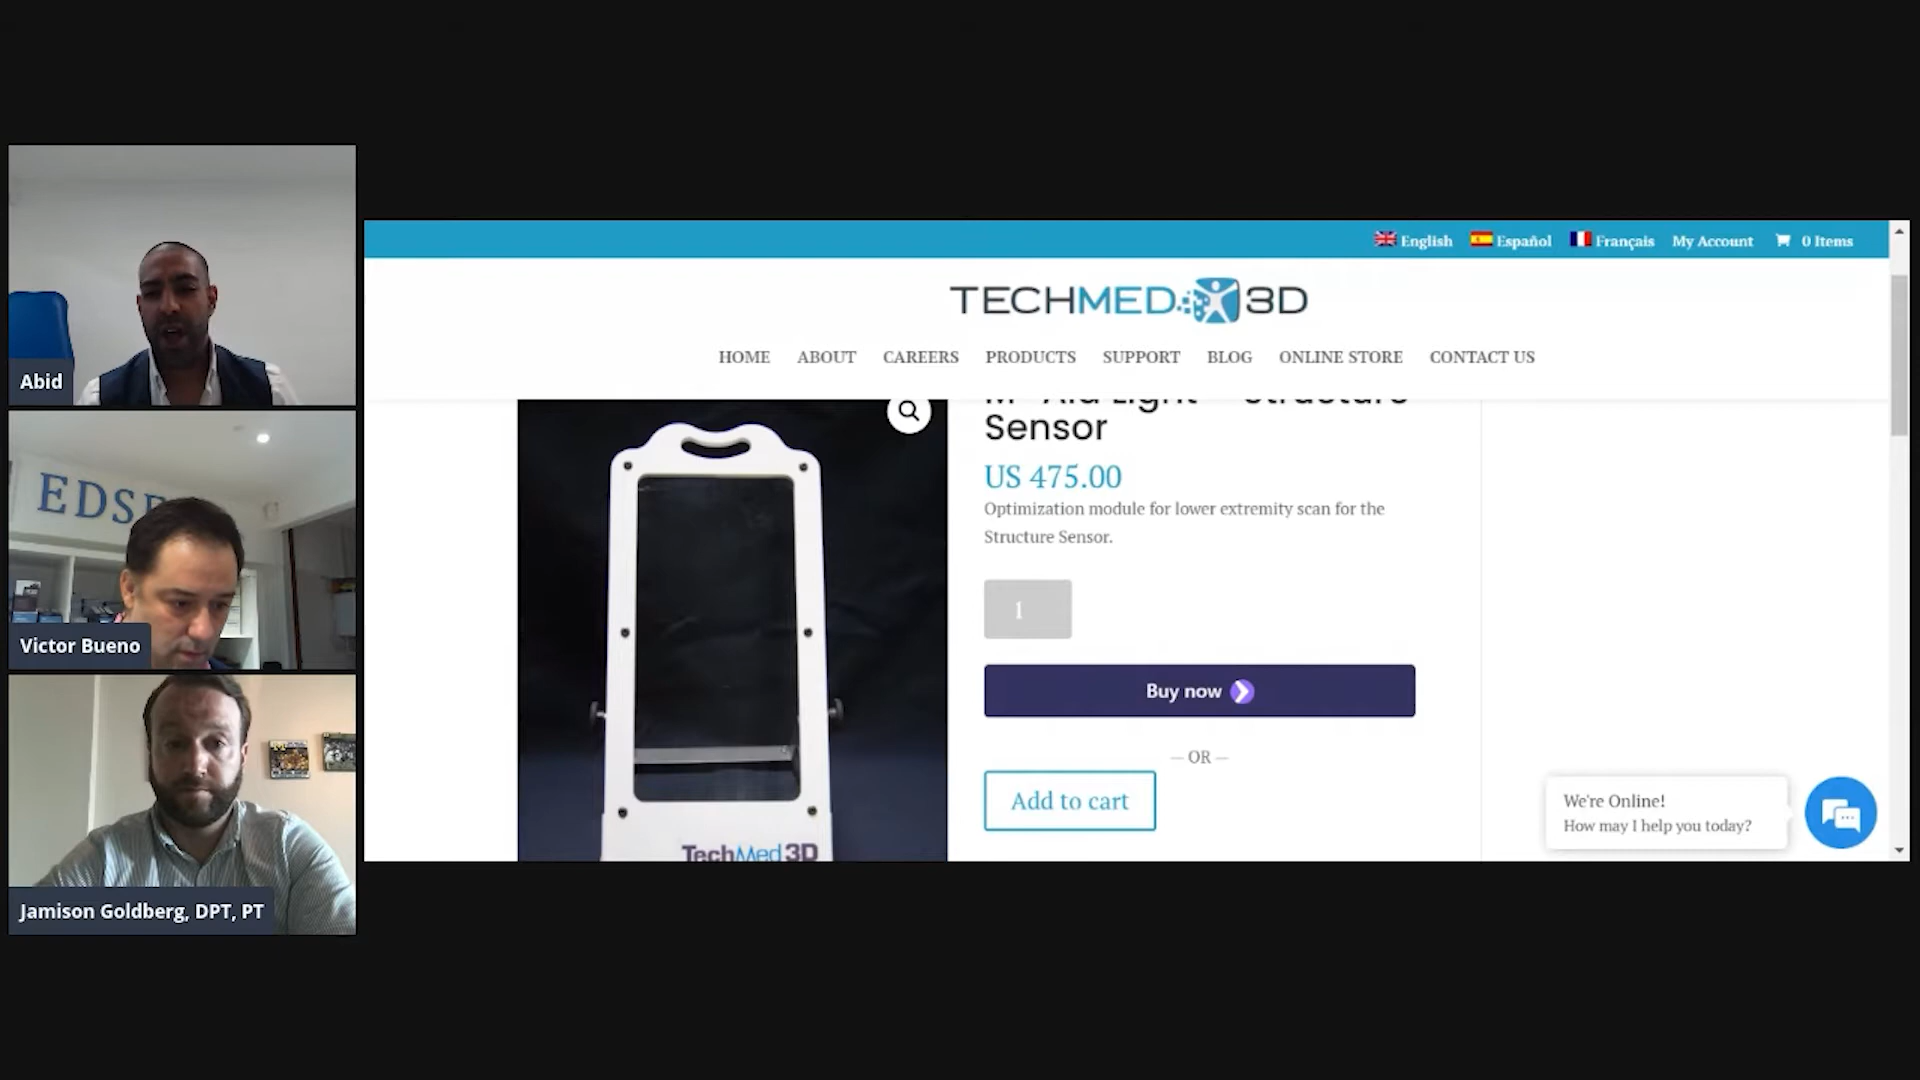 Abid
EDSE
Victor Bueno
Jamison Goldberg, DPT, PT
English Español Français My Account 0 Items
TECHMED 3D
HOME ABOUT CAREERS PRODUCTS SUPPORT BLOG ONLINE STORE CONTACT US
Sensor
US 475.00
Optimization module for lower extremity scan for the
Structure Sensor.
1
Buy now
— OR —
Add to cart
TechMed3D
We're Online!
How may I help you today?